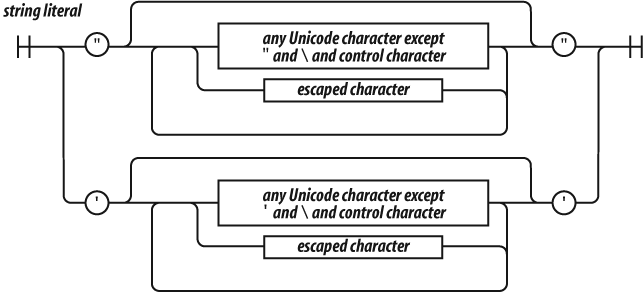 string literal
" any Unicode character except "
" and \ and control character
escaped character
' any Unicode character except '
' and \ and control character
escaped character